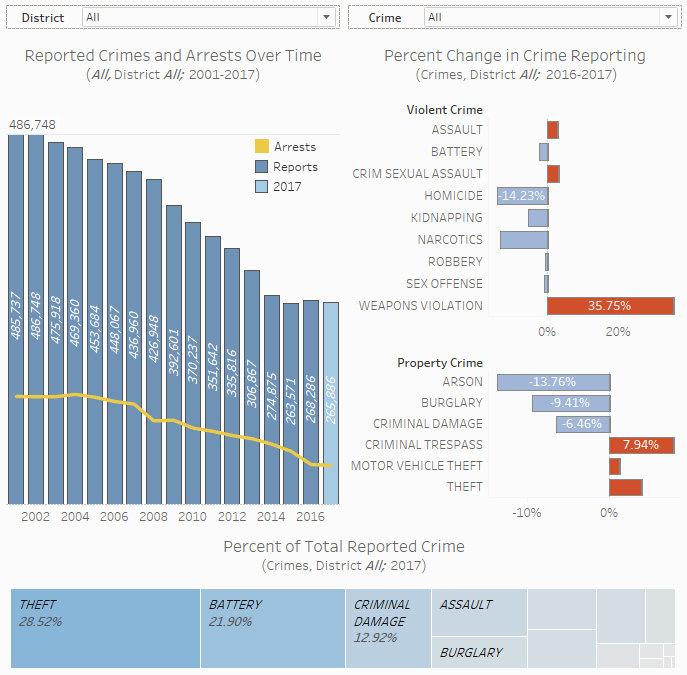 District All Crime All
Reported Crimes and Arrests Over Time
(All, District All; 2001-2017)
486,748
Arrests
Reports
2017
485,737
486,748
475,918
469,360
453,684
448,067
436,960
426,948
392,601
370,237
351,642
335,816
306,867
274,875
263,571
268,286
265,886
2002 2004 2006 2008 2010 2012 2014 2016
Percent Change in Crime Reporting
(Crimes, District All; 2016-2017)
Violent Crime
ASSAULT
BATTERY
CRIM SEXUAL ASSAULT
HOMICIDE -14.23%
KIDNAPPING
NARCOTICS
ROBBERY
SEX OFFENSE
WEAPONS VIOLATION 35.75%
0% 20%
Property Crime
ARSON -13.76%
BURGLARY -9.41%
CRIMINAL DAMAGE -6.46%
CRIMINAL TRESPASS 7.94%
MOTOR VEHICLE THEFT
THEFT
-10% 0%
Percent of Total Reported Crime
(Crimes, District All; 2017)
THEFT
28.52%
BATTERY
21.90%
CRIMINAL
DAMAGE
12.92%
ASSAULT
BURGLARY